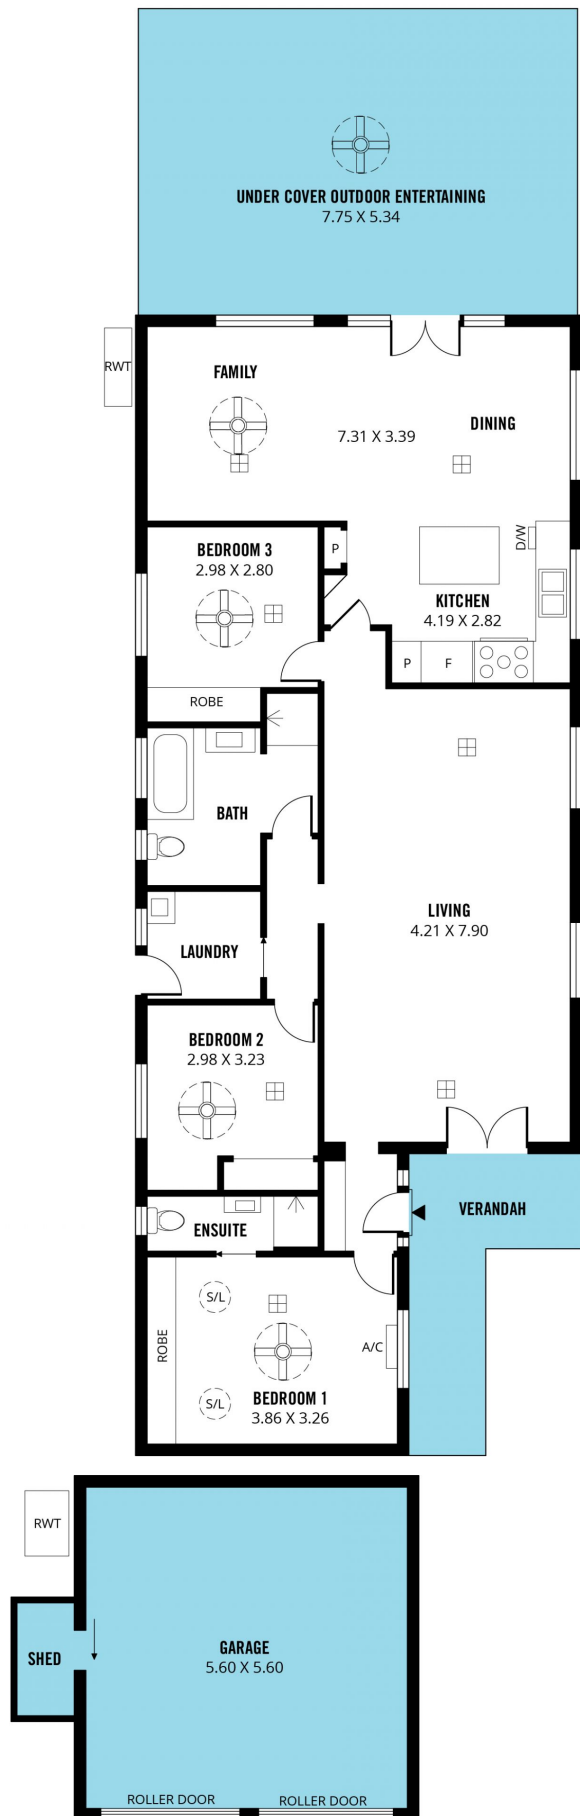 UNDER COVER OUTDOOR ENTERTAINING
7.75 X 5.34
RWT
FAMILY
DINING
7.31 X 3.39
D/W
BEDROOM 3
2.98 X 2.80
P
KITCHEN
4.19 X 2.82
P
F
ROBE
BATH
LIVING
4.21 X 7.90
LAUNDRY
BEDROOM 2
2.98 X 3.23
VERANDAH
ENSUITE
S/L
ROBE
A/C
S/L
BEDROOM 1
3.86 X 3.26
RWT
SHED
GARAGE
5.60 X 5.60
ROLLER DOOR
ROLLER DOOR